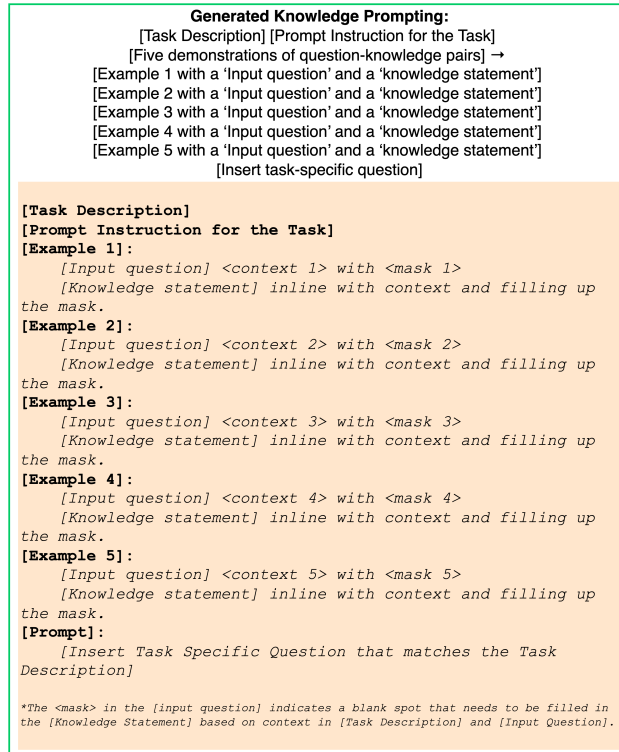 Generated Knowledge Prompting:
[Task Description] [Prompt Instruction for the Task]
[Five demonstrations of question-knowledge pairs] →
[Example 1 with a ‘Input question’ and a ‘knowledge statement’]
[Example 2 with a ‘Input question’ and a ‘knowledge statement’]
[Example 3 with a ‘Input question’ and a ‘knowledge statement’]
[Example 4 with a ‘Input question’ and a ‘knowledge statement’]
[Example 5 with a ‘Input question’ and a ‘knowledge statement’]
[Insert task-specific question]
[Task Description]
[Prompt Instruction for the Task]
[Example 1]:
[Input question] <context 1> with <mask 1>
[Knowledge statement] inline with context and filling up
the mask.
[Example 2]:
[Input question] <context 2> with <mask 2>
[Knowledge statement] inline with context and filling up
the mask.
[Example 3]:
[Input question] <context 3> with <mask 3>
[Knowledge statement] inline with context and filling up
the mask.
[Example 4]:
[Input question] <context 4> with <mask 4>
[Knowledge statement] inline with context and filling up
the mask.
[Example 5]:
[Input question] <context 5> with <mask 5>
[Knowledge statement] inline with context and filling up
the mask.
[Prompt]:
[Insert Task Specific Question that matches the Task
Description]
*The <mask> in the [input question] indicates a blank spot that needs to be filled in
the [Knowledge Statement] based on context in [Task Description] and [Input Question].